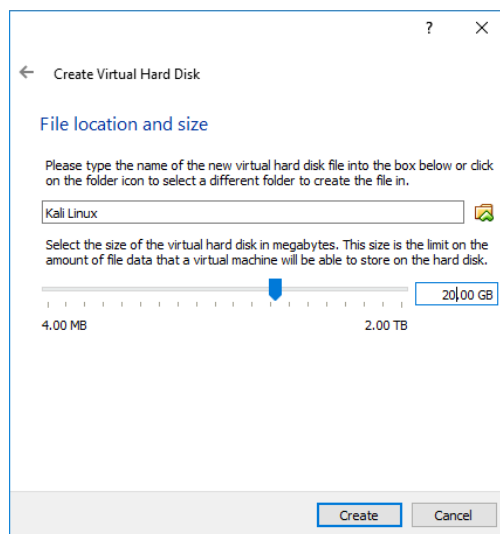 ?
Create Virtual Hard Disk
File location and size
Please type the name of the new virtual hard disk file into the box below or click
on the folder icon to select a different folder to create the file in.
Kali Linux
Select the size of the virtual hard disk in megabytes. This size is the limit on the
amount of file data that a virtual machine will be able to store on the hard disk.
20.00 GB
4.00 MB 2.00 TB
Create Cancel